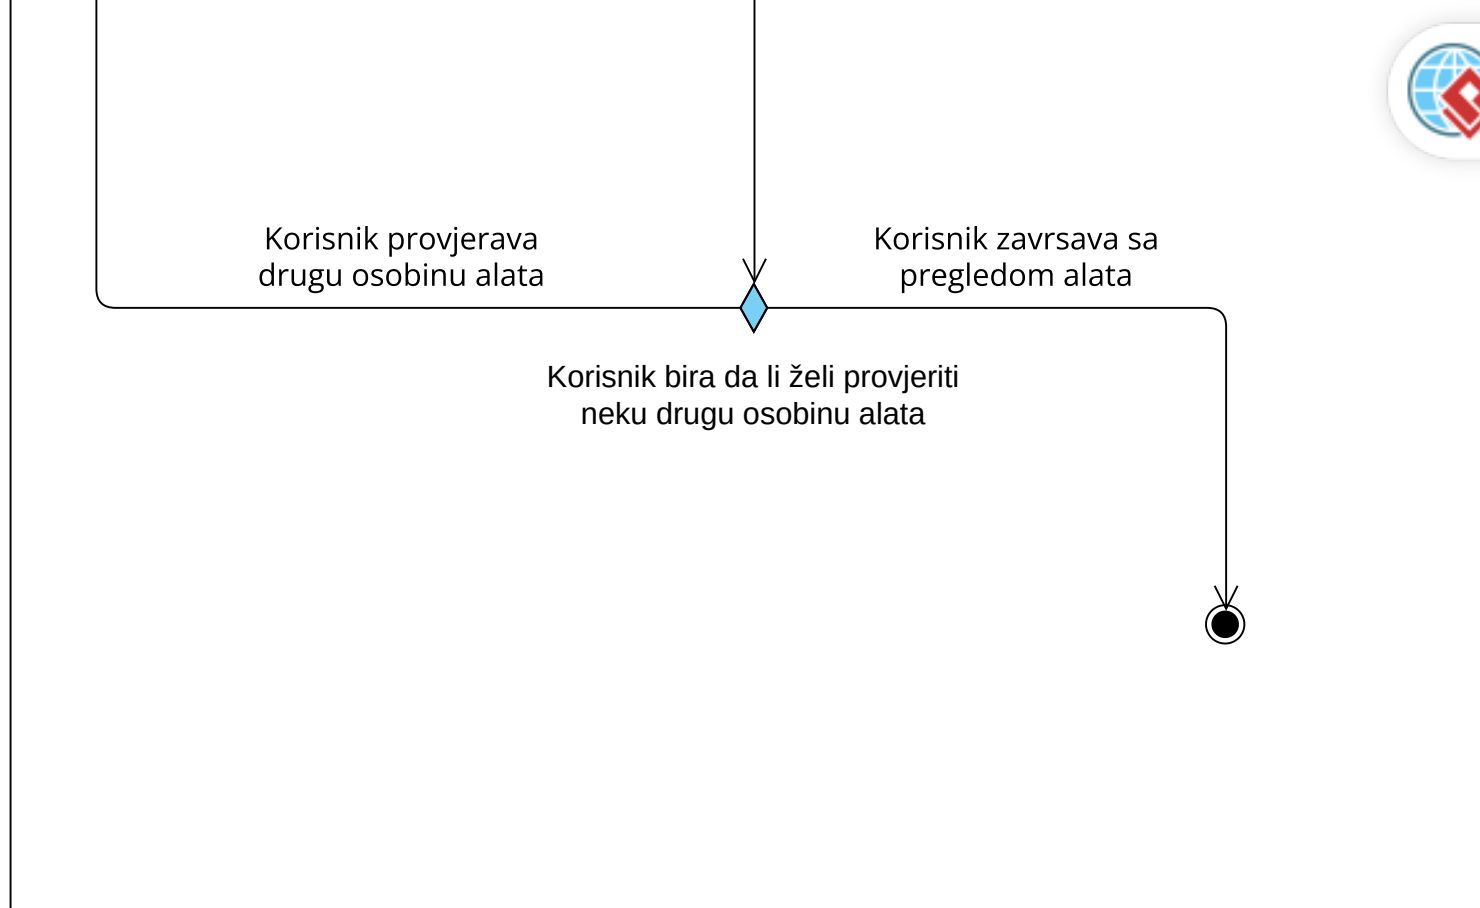 Korisnik provjerava
drugu osobinu alata
Korisnik zavrsava sa
pregledom alata
Korisnik bira da li želi provjeriti
neku drugu osobinu alata